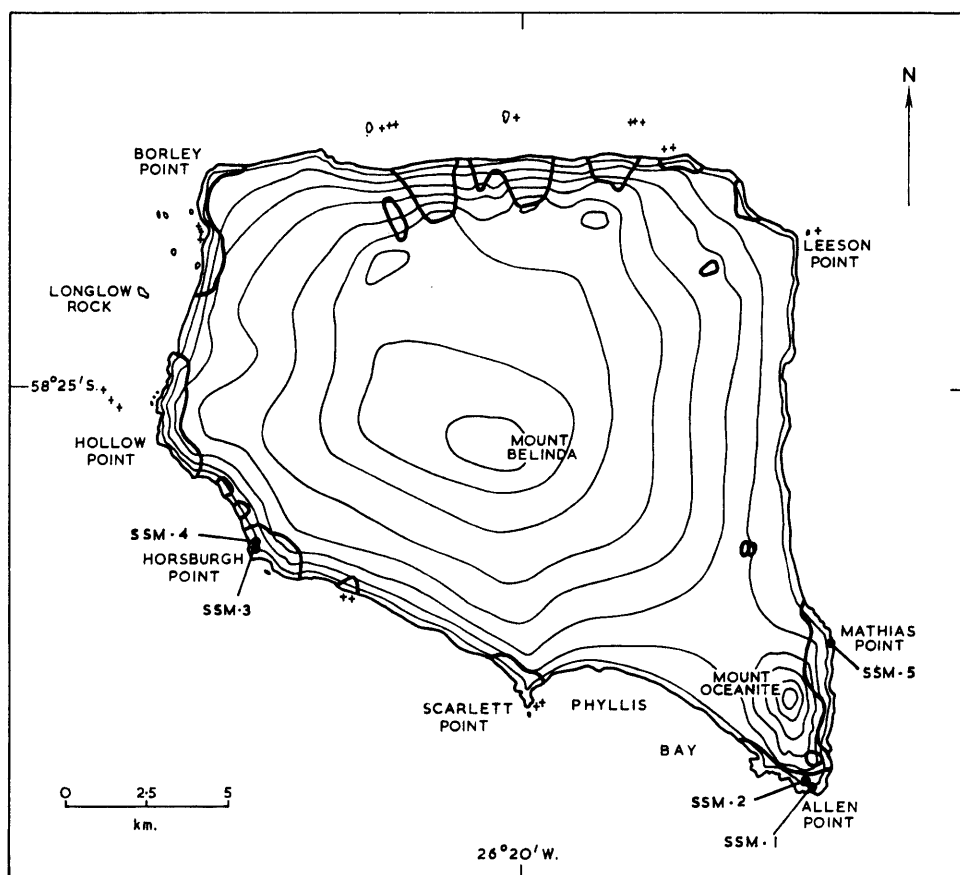 N
BORLEY
POINT
LEESON
POINT
LONGLOW
ROCK
58°25'S.
HOLLOW
POINT
MOUNT
BELINDA
SSM·4
HORSBURGH
POINT
SSM·3
MATHIAS
POINT
SSM·5
MOUNT
OCEANITE
SCARLETT
POINT
PHYLLIS
BAY
0 2·5 5
km.
SSM·2
ALLEN
POINT
SSM·1
26°20'W.